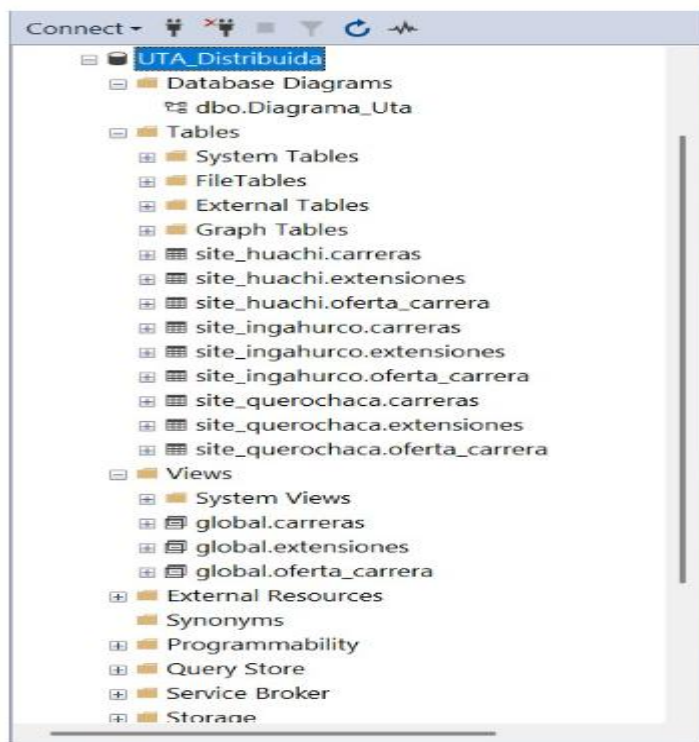 Connect
UTA_Distribuida
Database Diagrams
dbo.Diagrama_Uta
Tables
System Tables
FileTables
External Tables
Graph Tables
site_huachi.carreras
site_huachi.extensiones
site_huachi.oferta_carrera
site_ingahurco.carreras
site_ingahurco.extensiones
site_ingahurco.oferta_carrera
site_querochaca.carreras
site_querochaca.extensiones
site_querochaca.oferta_carrera
Views
System Views
global.carreras
global.extensiones
global.oferta_carrera
External Resources
Synonyms
Programmability
Query Store
Service Broker
Storage